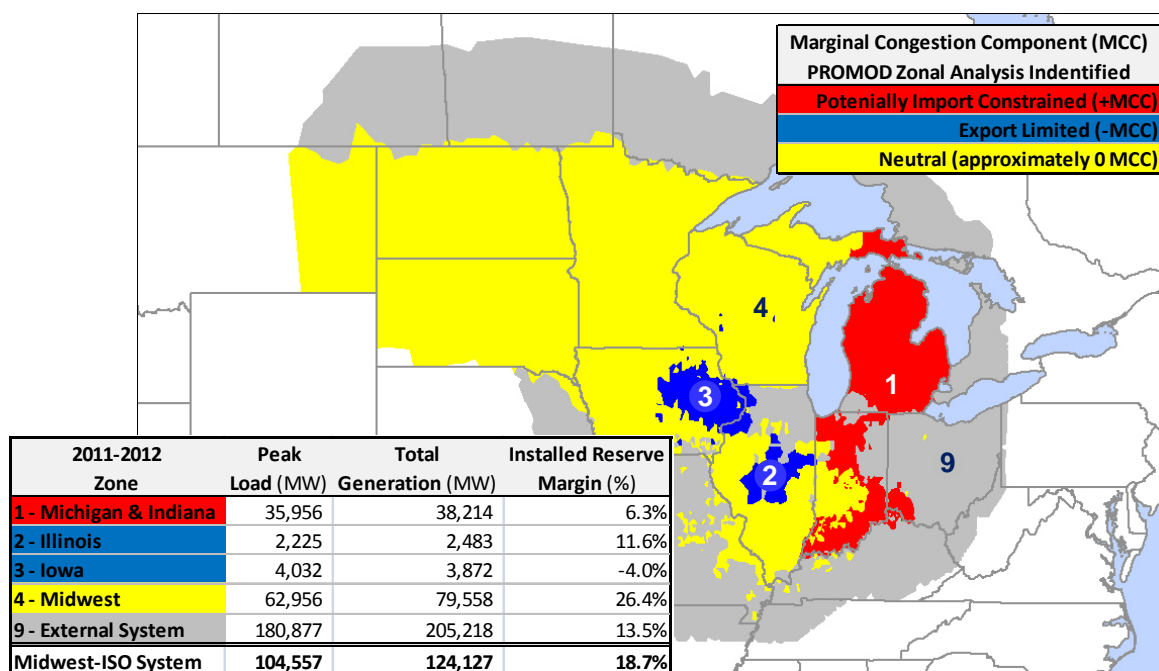 Marginal Congestion Component (MCC)
PROMOD Zonal Analysis Indentified
Potenially Import Constrained (+MCC)
Export Limited (-MCC)
Neutral (approximately 0 MCC)
4
1
3
2
9
2011-2012 Peak Total Installed Reserve
Zone Load (MW) Generation (MW) Margin (%)
1 - Michigan & Indiana 35,956 38,214 6.3%
2 - Illinois 2,225 2,483 11.6%
3 - Iowa 4,032 3,872 -4.0%
4 - Midwest 62,956 79,558 26.4%
9 - External System 180,877 205,218 13.5%
Midwest-ISO System 104,557 124,127 18.7%